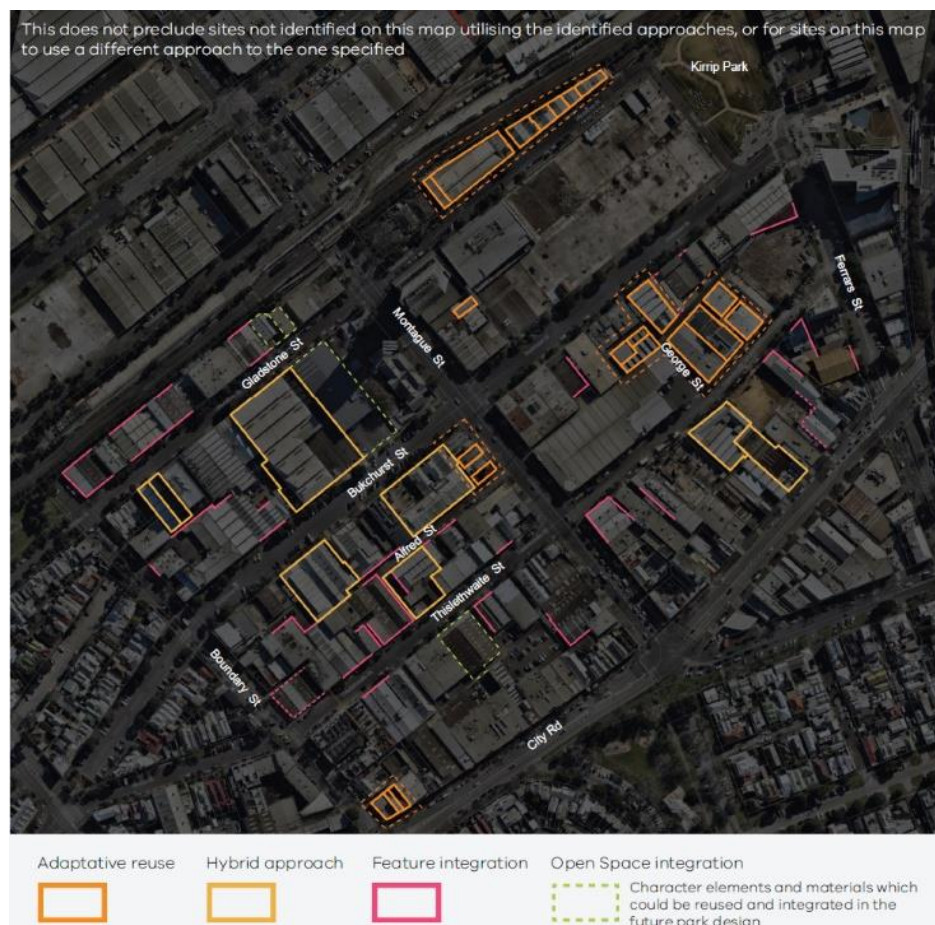 This does not preclude sites not identified on this map utilising the identified approaches, or for sites on this map
to use a different approach to the one specified
Kirrip Park
Ferrars St
Montague St
George St
Gladstone St
Bukchurst St
Alfred St
Thislethwaite St
Boundary St
City Rd
Adaptative reuse
Hybrid approach
Feature integration
Open Space integration
Character elements and materials which
could be reused and integrated in the
future park design